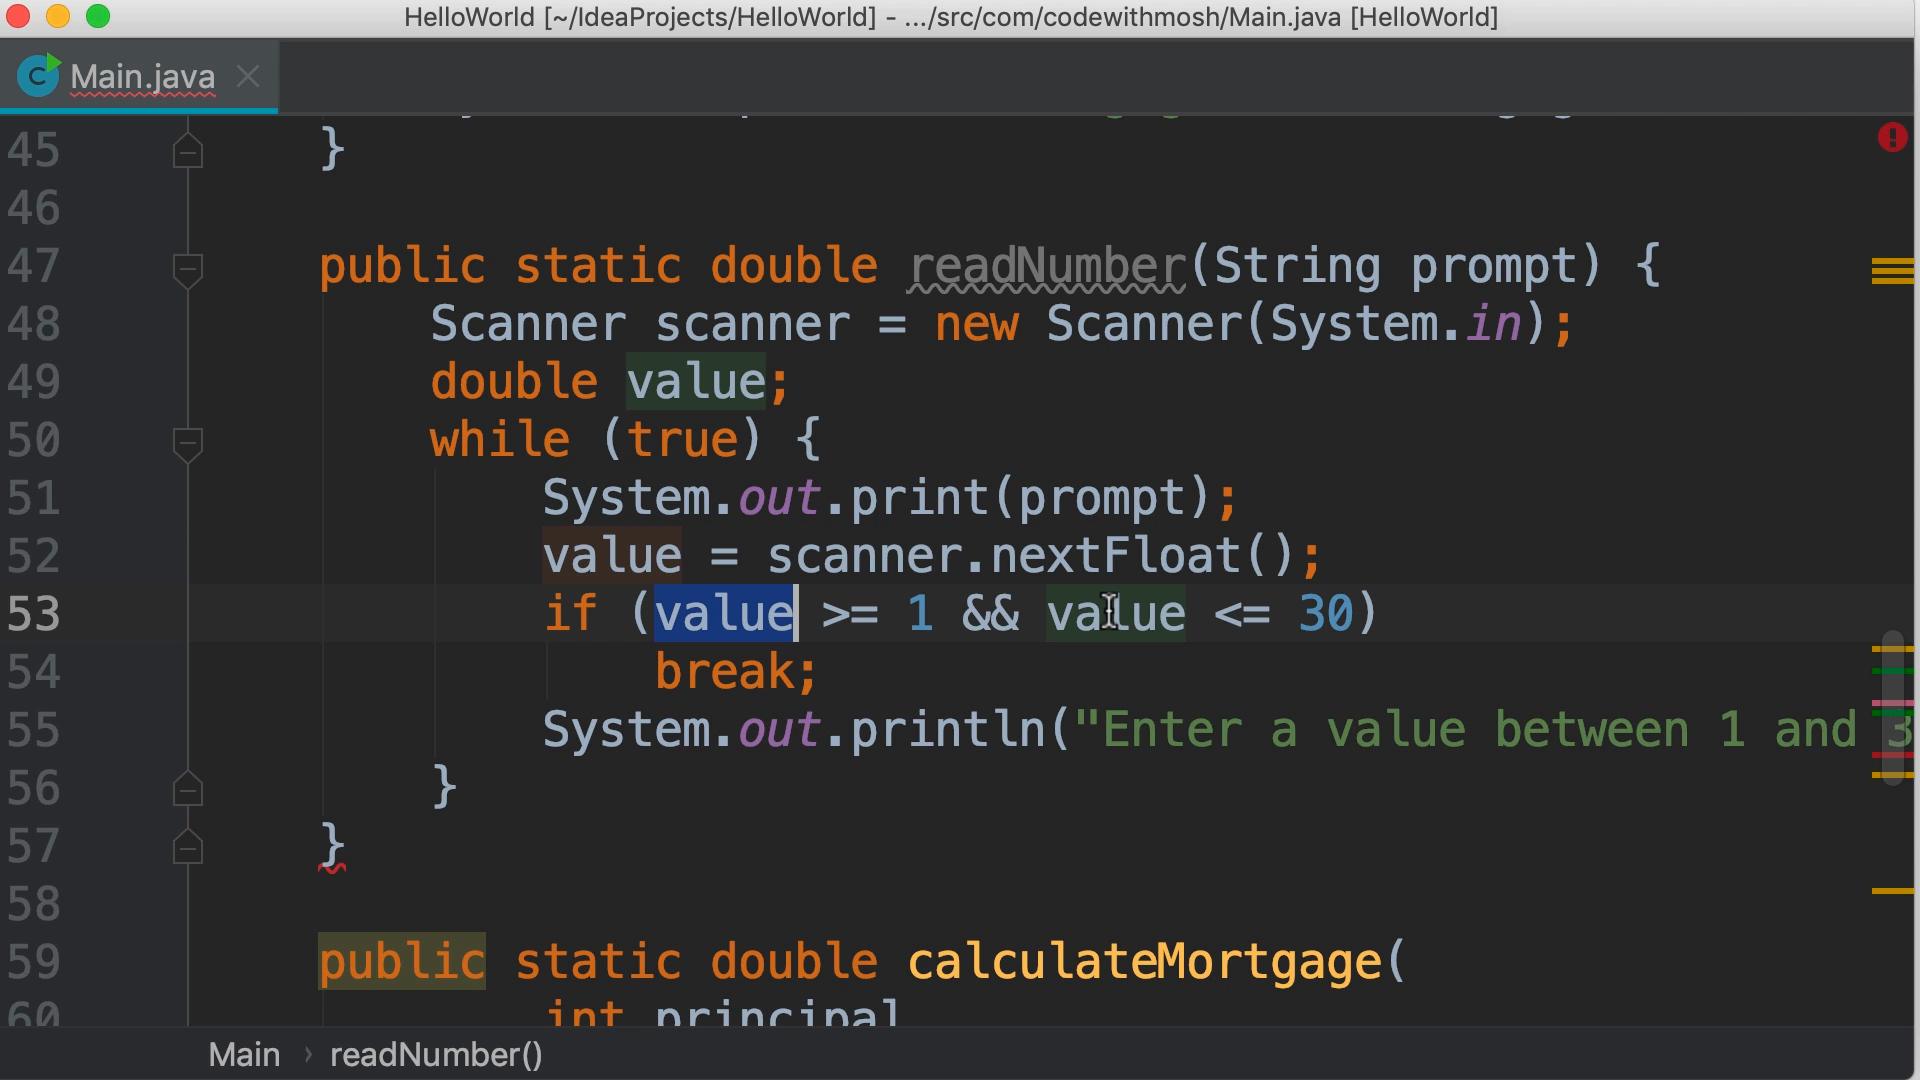 HelloWorld [~/IdeaProjects/HelloWorld] - .../src/com/codewithmosh/Main.java [HelloWorld]
C Main.java
45 }
46
47 public static double readNumber(String prompt) {
48 Scanner scanner = new Scanner(System.in);
49 double value;
50 while (true) {
51 System.out.print(prompt);
52 value = scanner.nextFloat();
53 if (value >= 1 && value <= 30)
54 break;
55 System.out.println("Enter a value between 1 and 3
56 }
57 }
58
59 public static double calculateMortgage(
60 int principal
Main › readNumber()